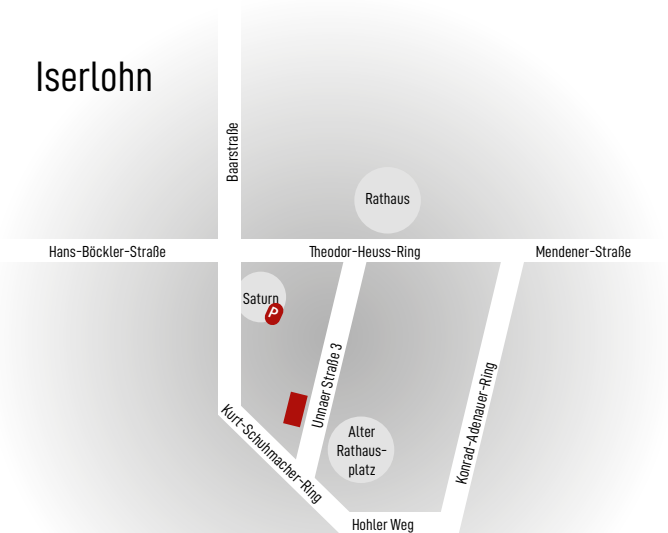 Iserlohn
Baarstraße
Rathaus
Hans-Böckler-Straße
Theodor-Heuss-Ring
Mendener-Straße
Saturn
P
Unnaer Straße 3
Konrad-Adenauer-Ring
Kurt-Schuhmacher-Ring
Alter
Rathaus-
platz
Hohler Weg